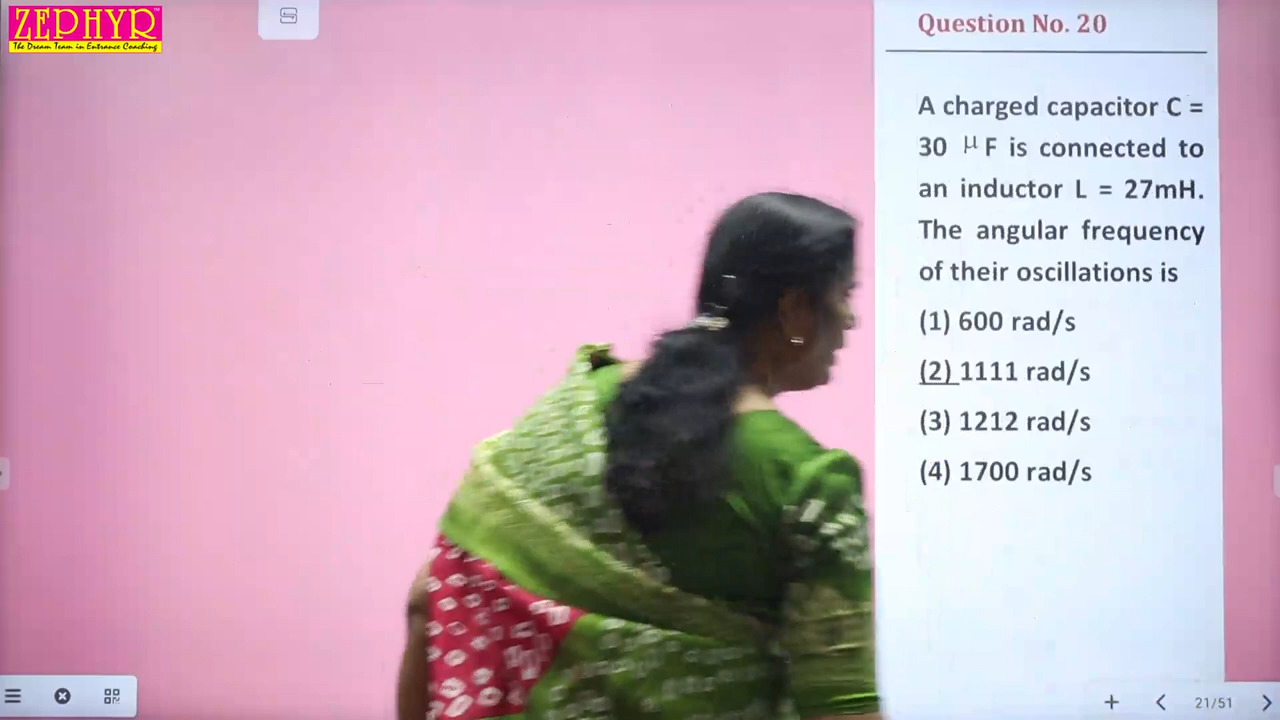 ZEPHYR™
The Dream Team in Entrance Coaching
Question No. 20
A charged capacitor C =
30 μF is connected to
an inductor L = 27mH.
The angular frequency
of their oscillations is
(1) 600 rad/s
(2) 1111 rad/s
(3) 1212 rad/s
(4) 1700 rad/s
21/51